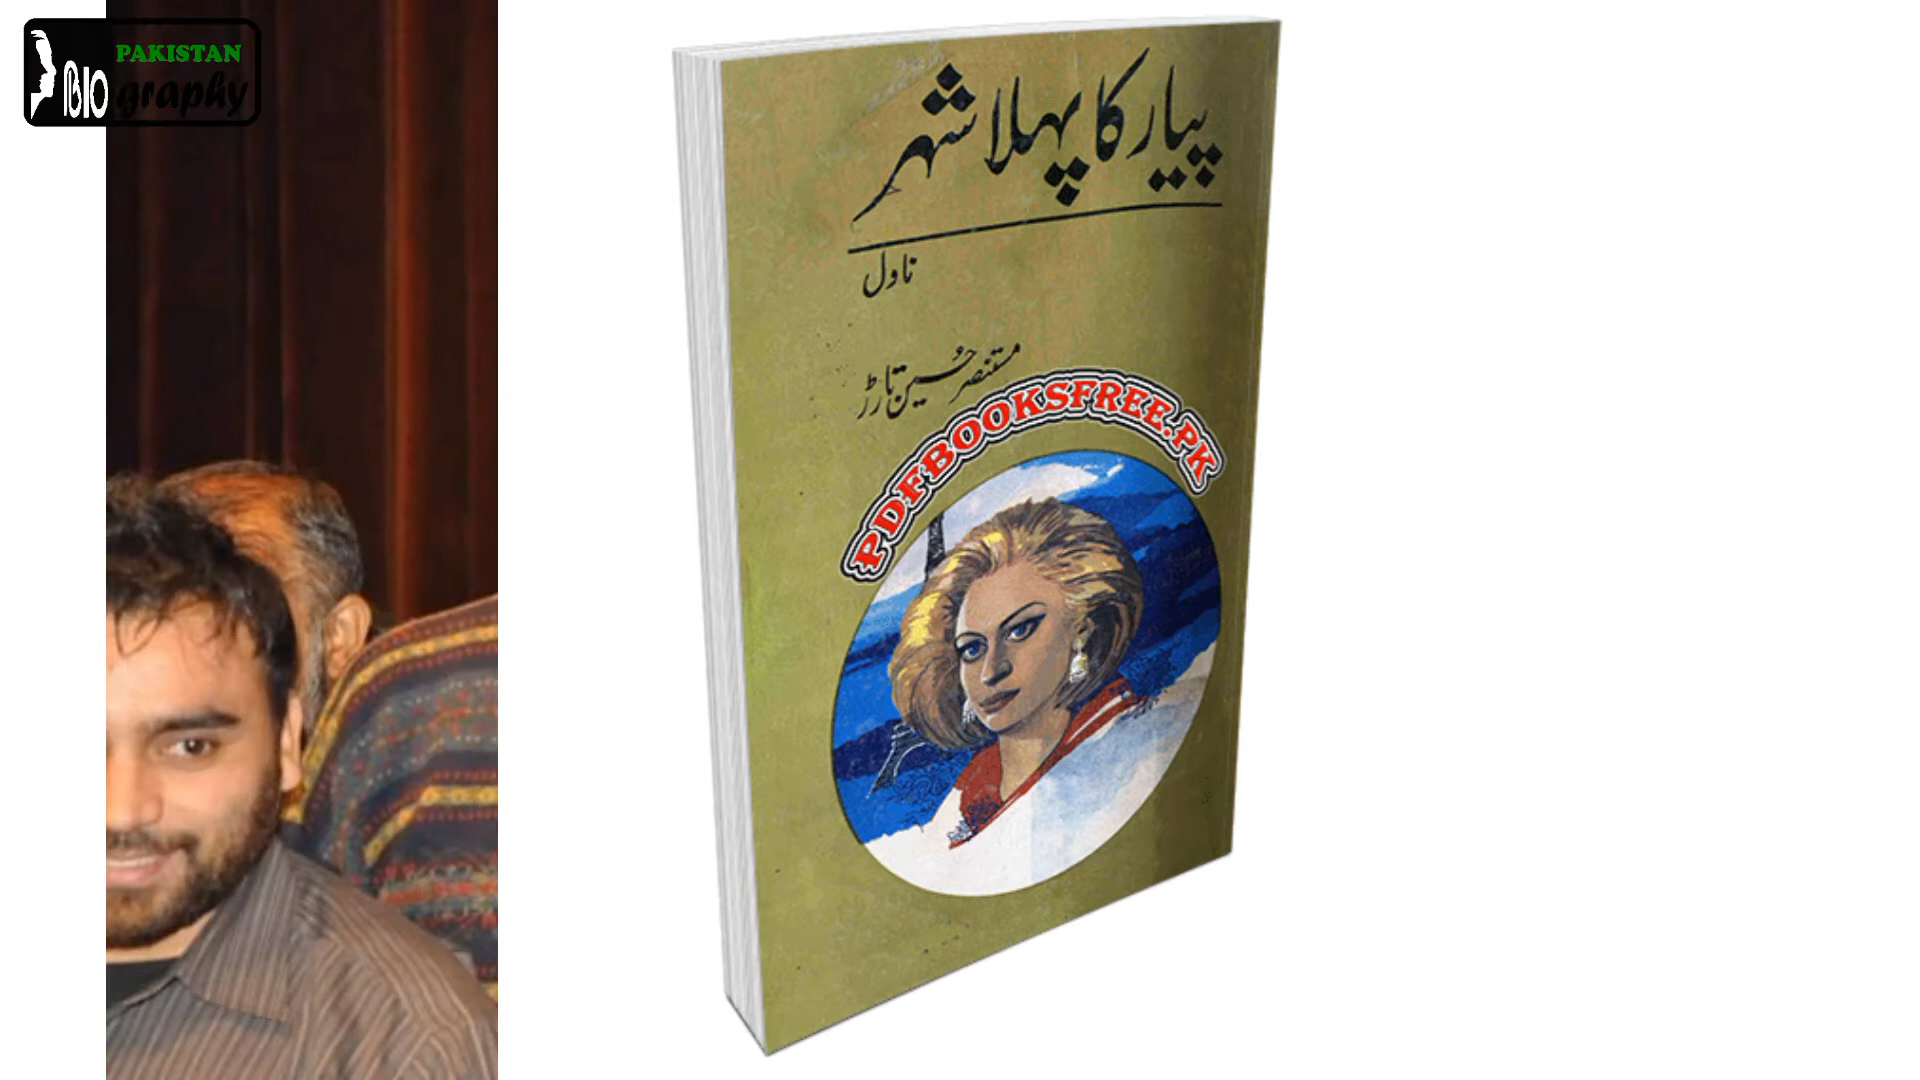 PAKISTAN
BIOgraphy
پیار کا پہلا شہر
ناول
مستنصر حسین تارڑ
PDFBOOKSFREE.PK